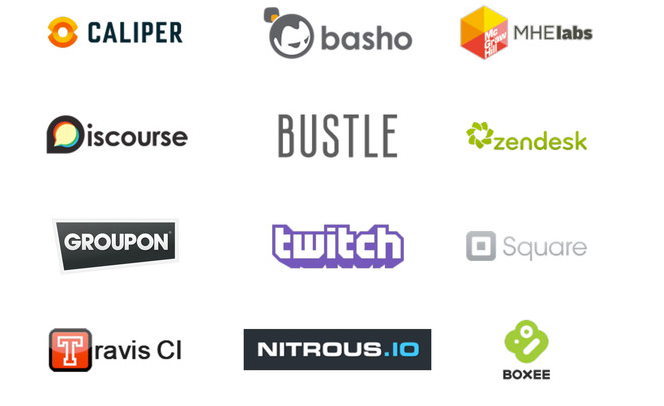 CALIPER
basho
Mc
Graw
Hill
MHElabs
Discourse
BUSTLE
zendesk
GROUPON
twitch
Square
Travis CI
NITROUS.IO
BOXEE